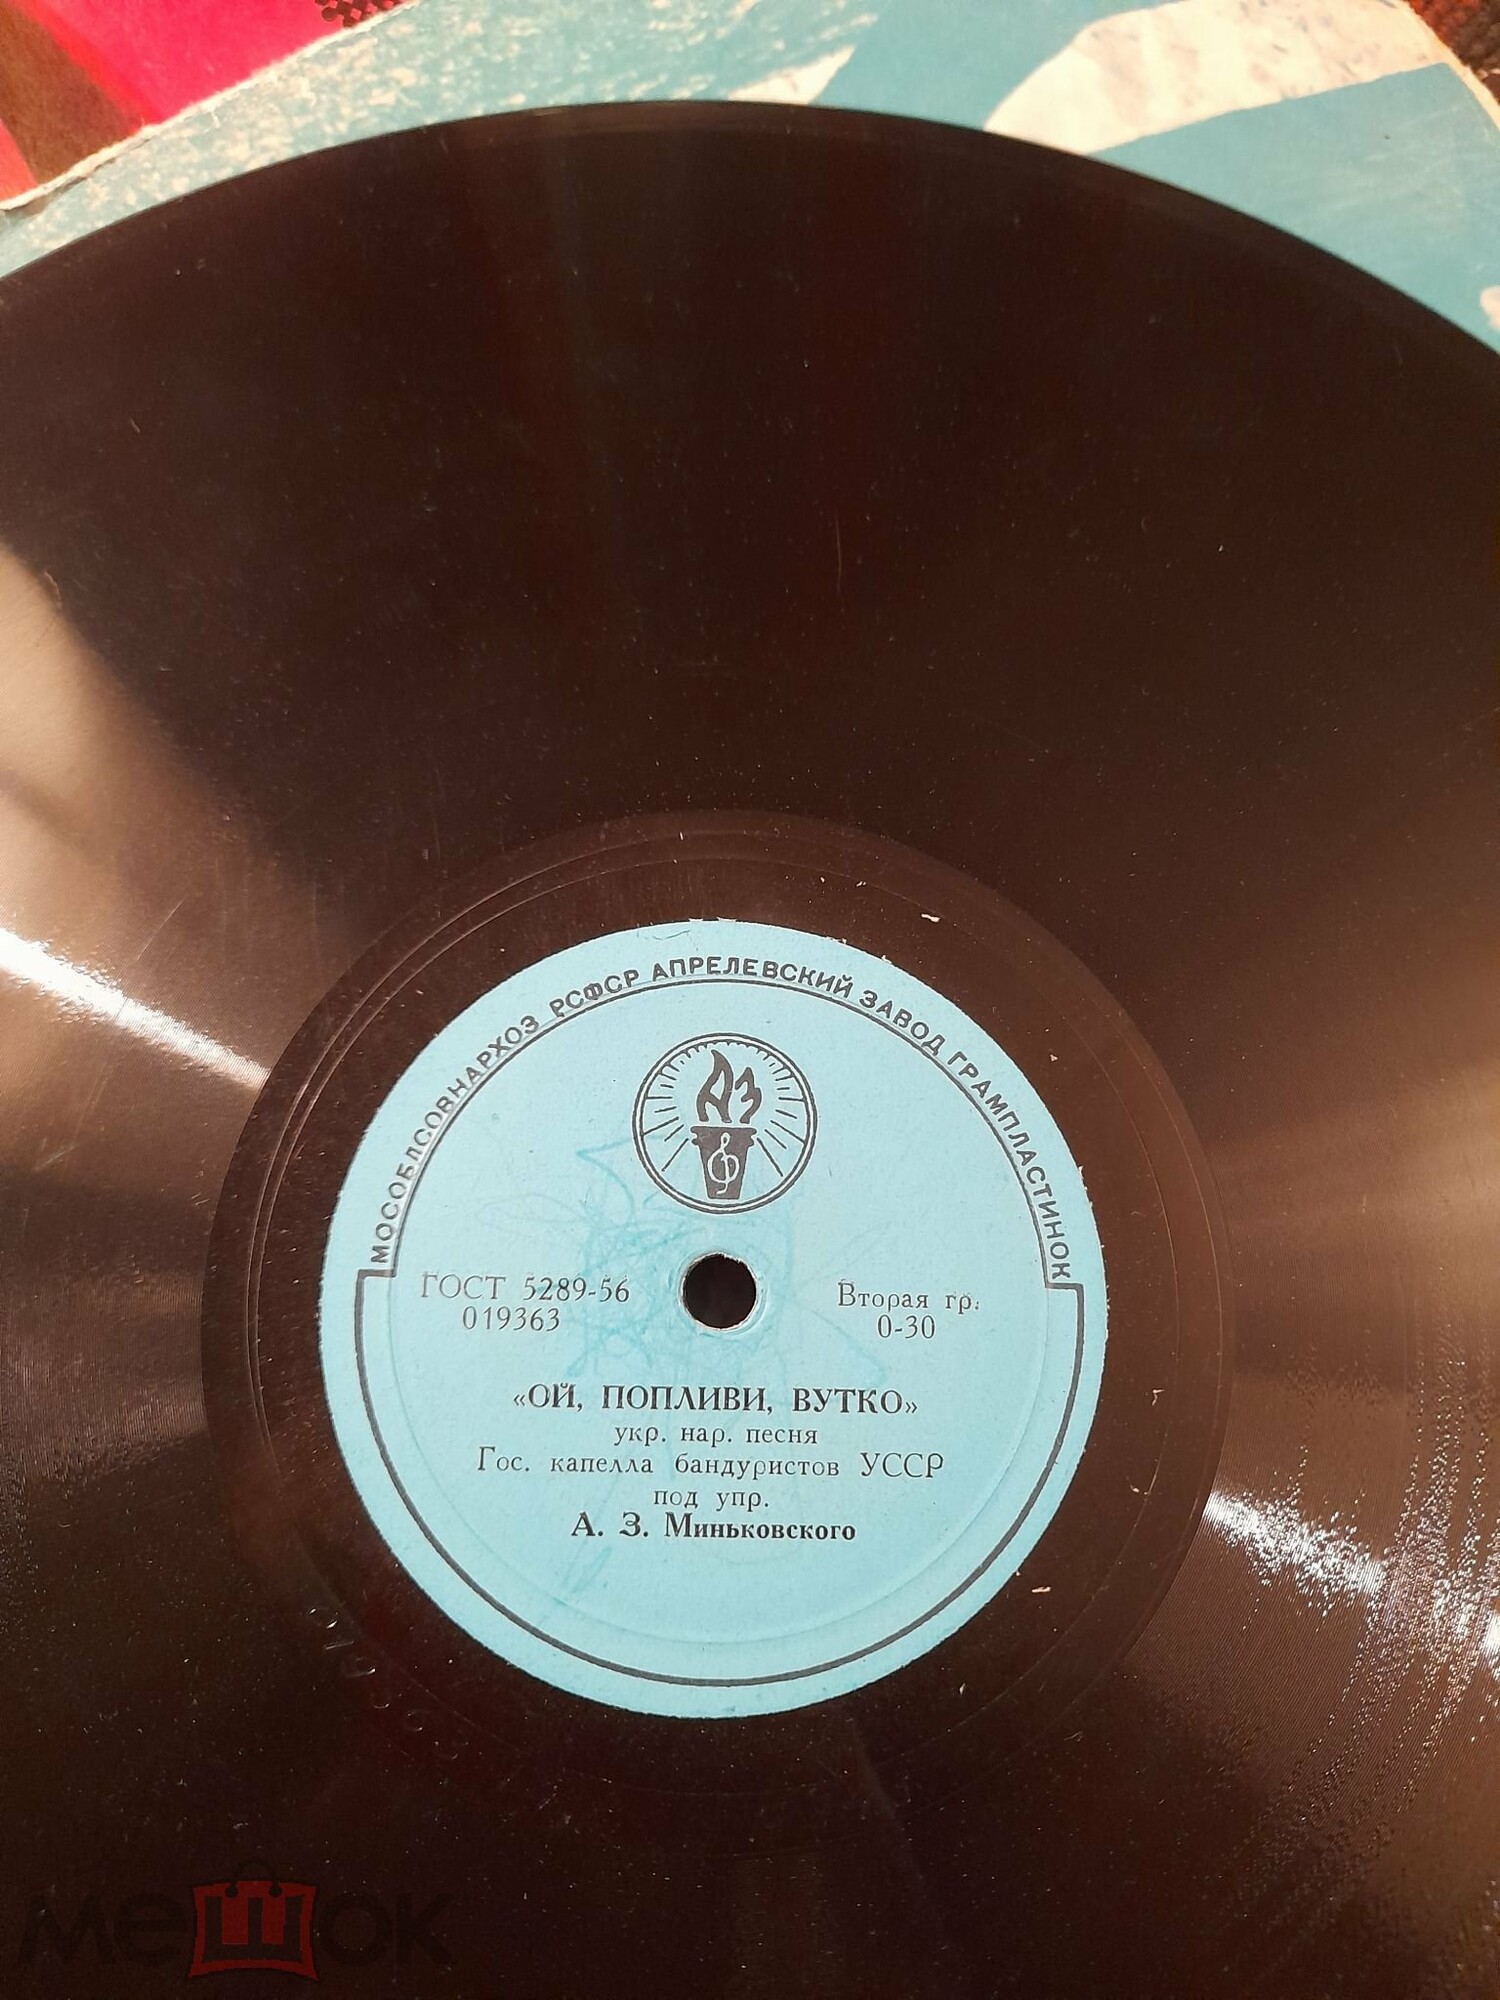 МОСОБЛСОВНАРХОЗ РСФСР АПРЕЛЕВСКИЙ ЗАВОД ГРАМПЛАСТИНОК
АЗ
ГОСТ 5289-56
019363
Вторая гр.
0-30
«ОЙ, ПОПЛИВИ, ВУТКО»
укр. нар. песня
Гос. капелла бандуристов УССР
под упр.
А. З. Миньковского
мешок